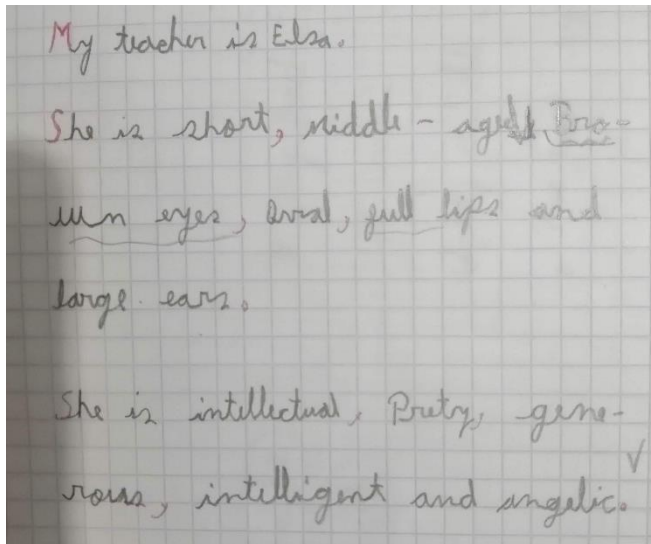 My teacher is Elsa.
She is short, middle - aged, Bro-
wn eyes, Oval, full lips and
large ears.
She is intellectual, Prety, gene-
rous, intelligent and angelic.